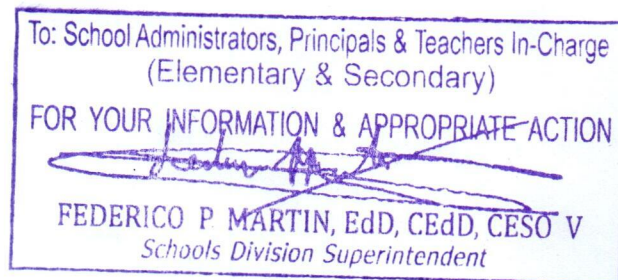 To: School Administrators, Principals & Teachers In-Charge
(Elementary & Secondary)
FOR YOUR INFORMATION & APPROPRIATE ACTION
FEDERICO P. MARTIN, EdD, CEdD, CESO V
Schools Division Superintendent